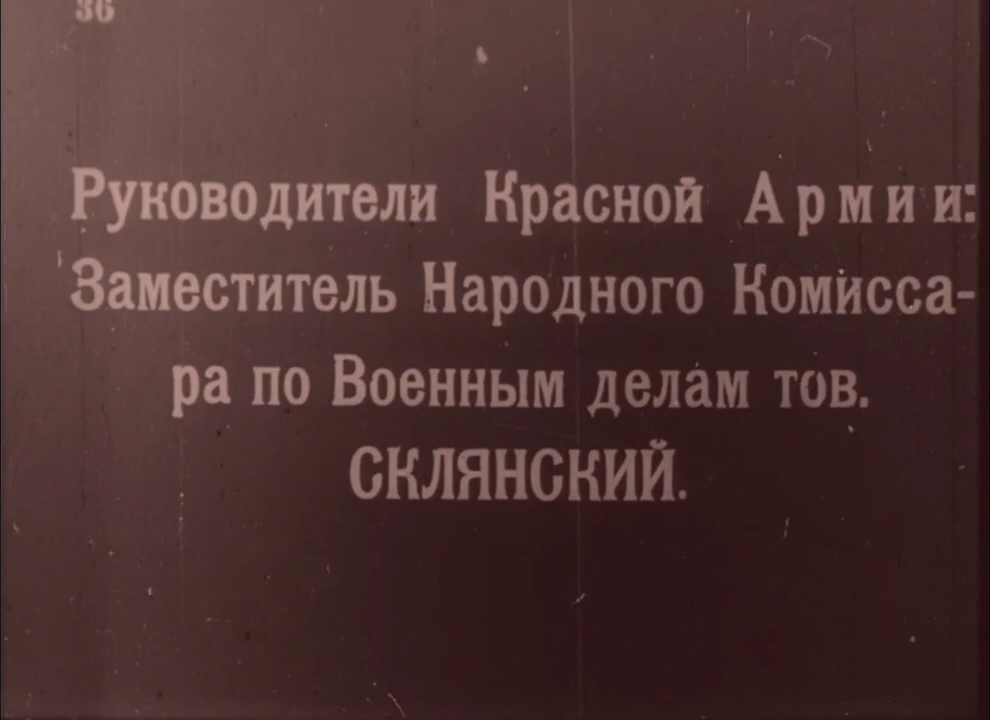 36
Руководители Красной Армии:
Заместитель Народного Комисса-
ра по Военным делам тов.
СКЛЯНСКИЙ.